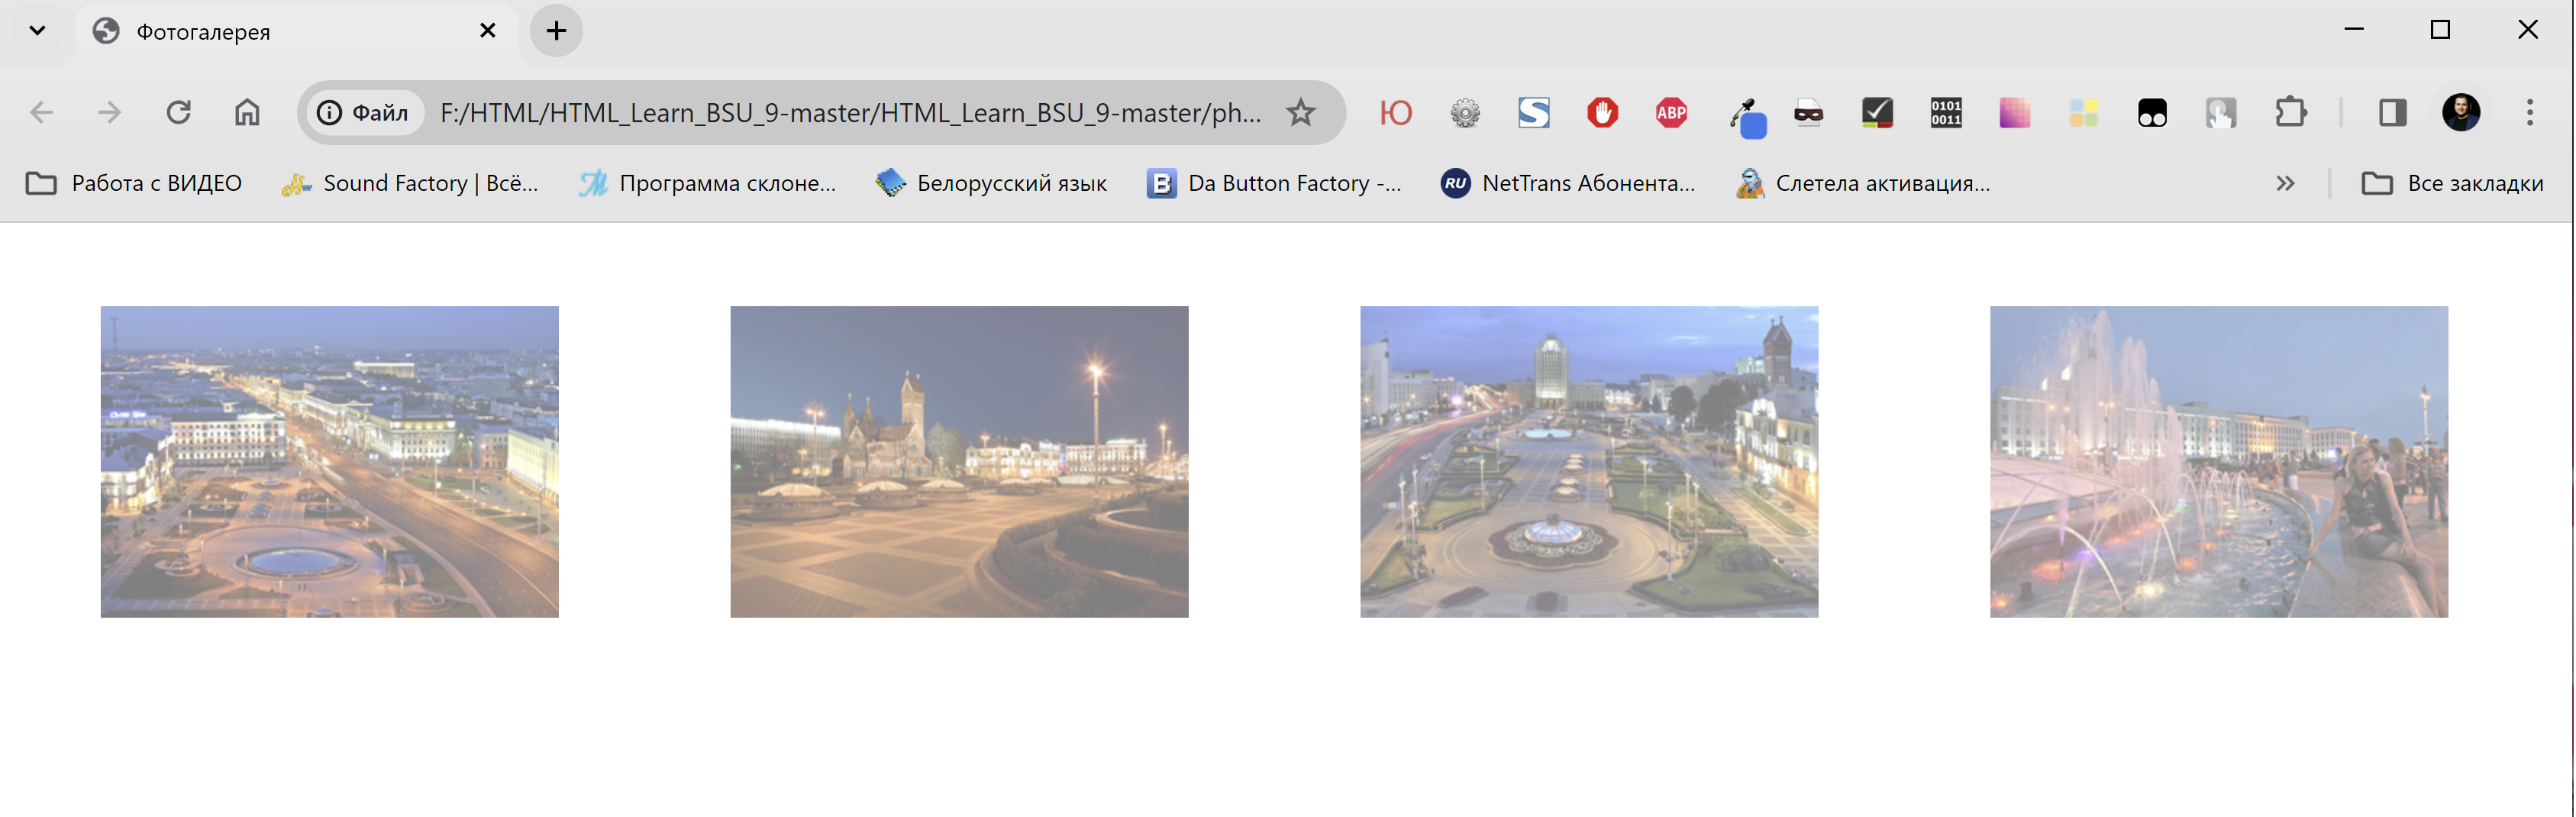 Фотогалерея
Файл F:/HTML/HTML_Learn_BSU_9-master/HTML_Learn_BSU_9-master/ph...
Ю S ABP 0101 0011
Работа с ВИДЕО Sound Factory | Всё... Программа склоне... Белорусский язык B Da Button Factory -... RU NetTrans Абонента... Слетела активация... Все закладки